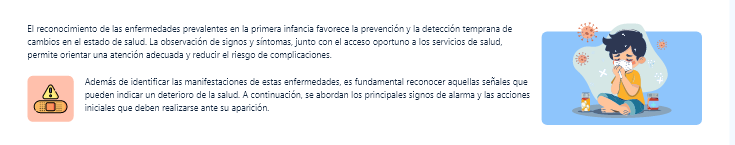 El reconocimiento de las enfermedades prevalentes en la primera infancia favorece la prevención y la detección temprana de
cambios en el estado de salud. La observación de signos y síntomas, junto con el acceso oportuno a los servicios de salud,
permite orientar una atención adecuada y reducir el riesgo de complicaciones.
Además de identificar las manifestaciones de estas enfermedades, es fundamental reconocer aquellas señales que
pueden indicar un deterioro de la salud. A continuación, se abordan los principales signos de alarma y las acciones
iniciales que deben realizarse ante su aparición.